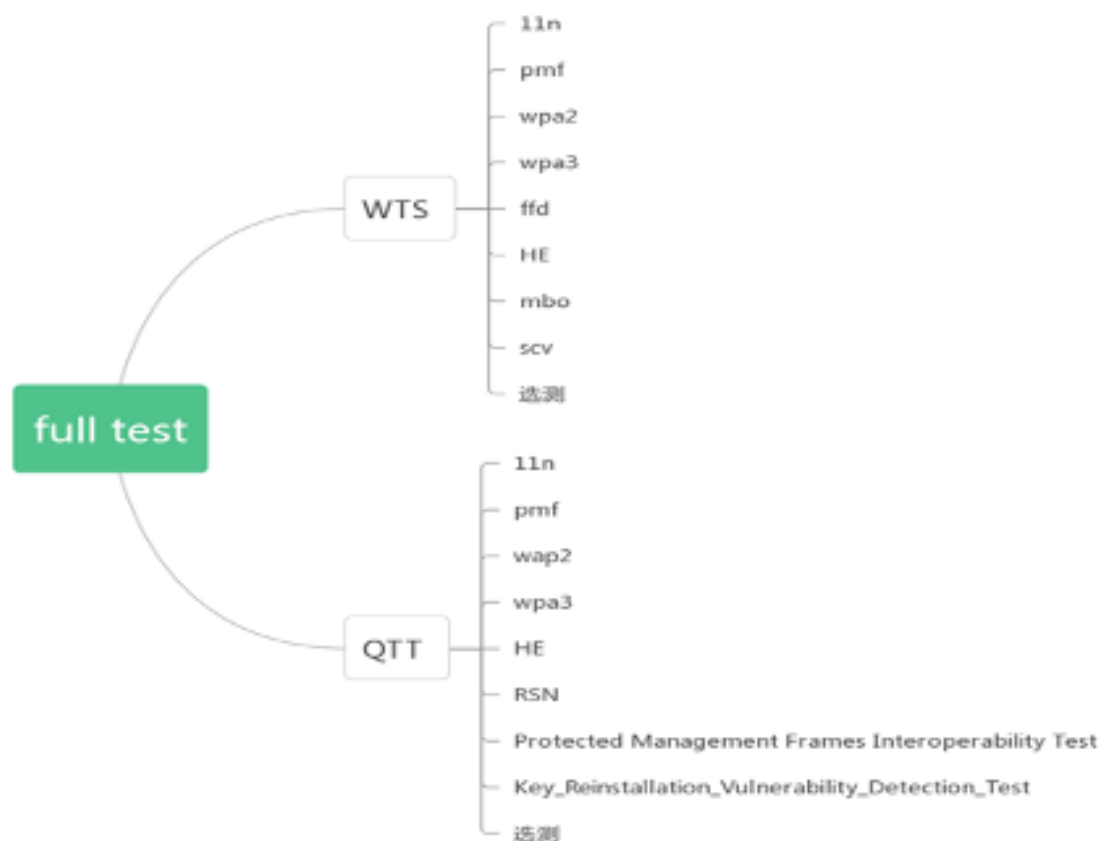 full test
WTS
11n
pmf
wpa2
wpa3
ffd
HE
mbo
scv
选测
QTT
11n
pmf
wap2
wpa3
HE
RSN
Protected Management Frames Interoperability Test
Key_Reinstallation_Vulnerability_Detection_Test
选测